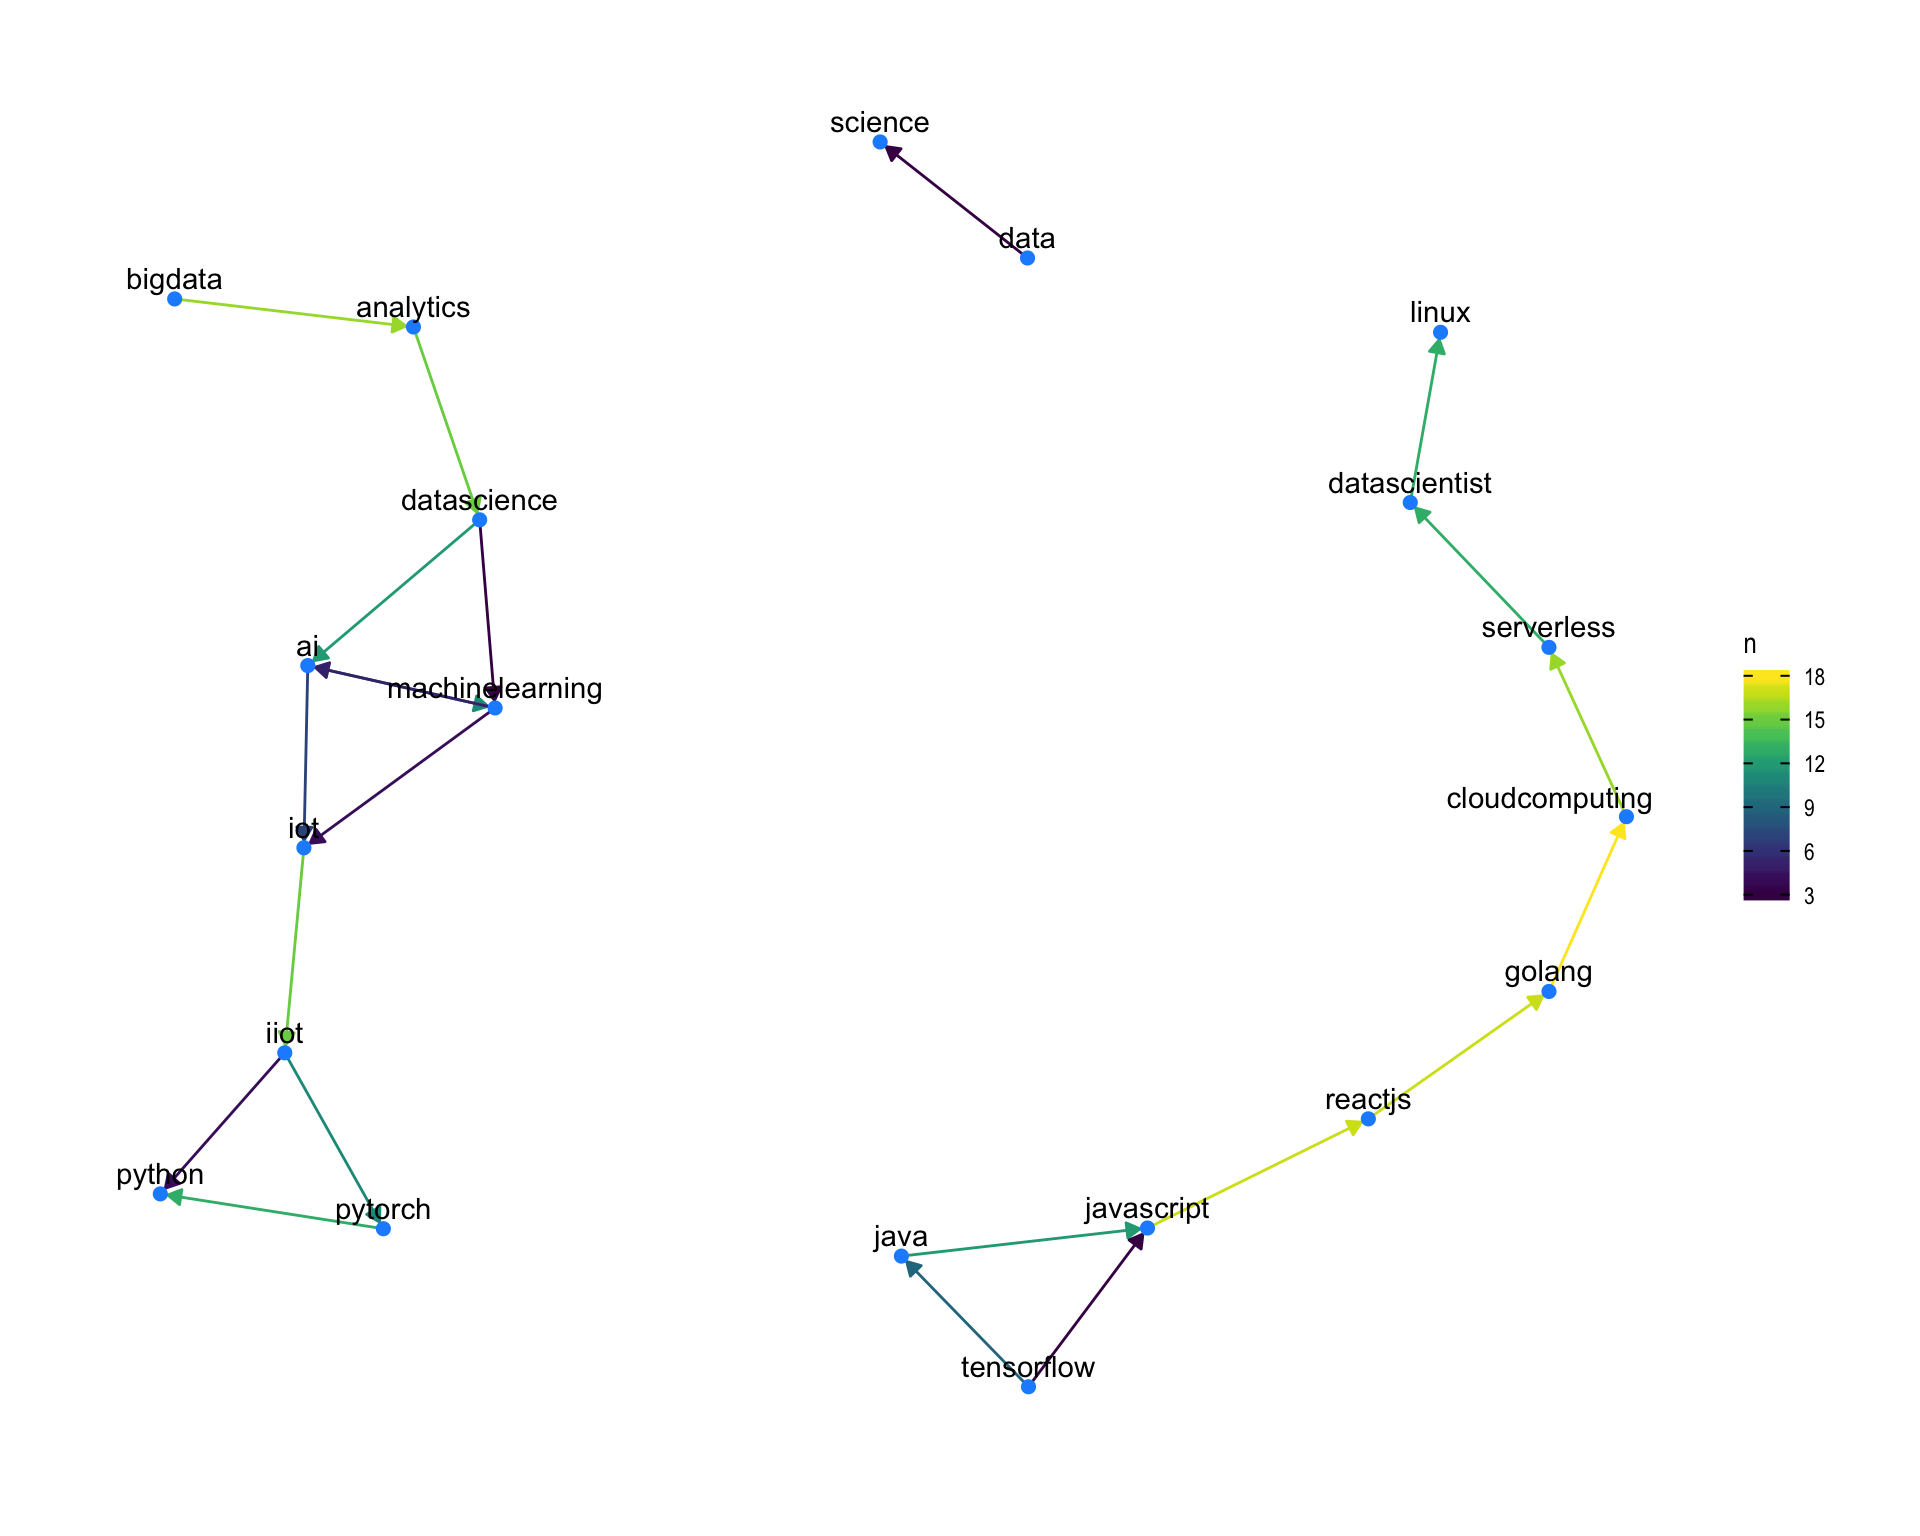 science
data
bigdata
analytics
linux
datascience
datascientist
ai
machinelearning
serverless
n
18
15
12
9
6
3
cloudcomputing
iot
golang
iiot
reactjs
python
pytorch
javascript
java
tensorflow